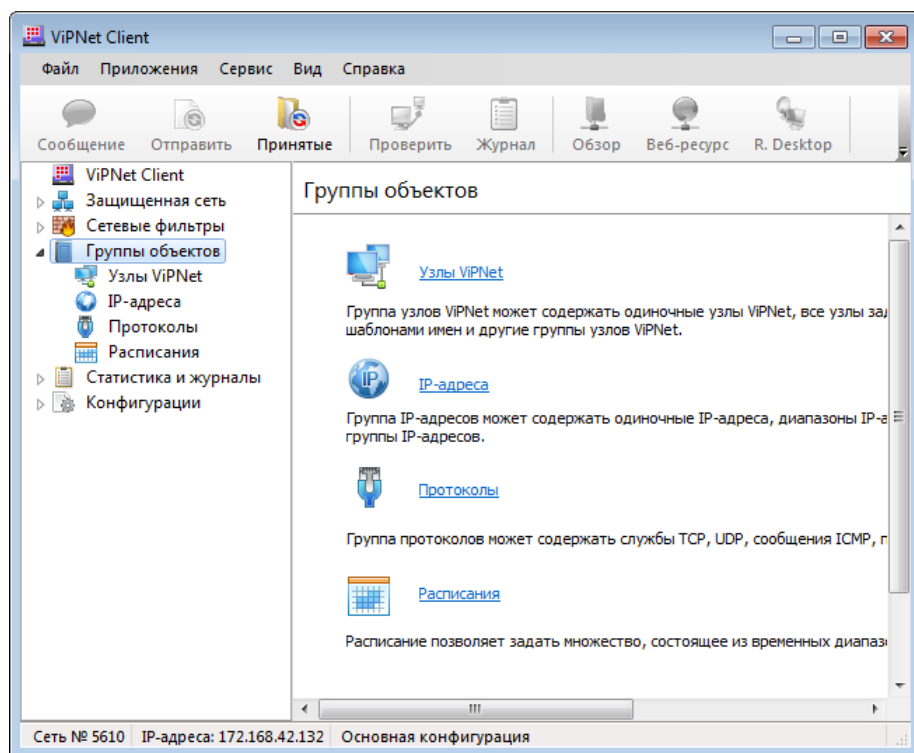 ViPNet Client
Файл Приложения Сервис Вид Справка
Сообщение Отправить Принятые Проверить Журнал Обзор Веб-ресурс R. Desktop
ViPNet Client
Защищенная сеть
Сетевые фильтры
Группы объектов
Узлы ViPNet
IP-адреса
Протоколы
Расписания
Статистика и журналы
Конфигурации
Группы объектов
Узлы ViPNet
Группа узлов ViPNet может содержать одиночные узлы ViPNet, все узлы
шаблонами имен и другие группы узлов ViPNet.
IP
IP-адреса
Группа IP-адресов может содержать одиночные IP-адреса, диапазоны
группы IP-адресов.
Протоколы
Группа протоколов может содержать службы TCP, UDP, сообщения ICMP,
Расписания
Расписание позволяет задать множество, состоящее из временных
Сеть № 5610 IP-адреса: 172.168.42.132 Основная конфигурация